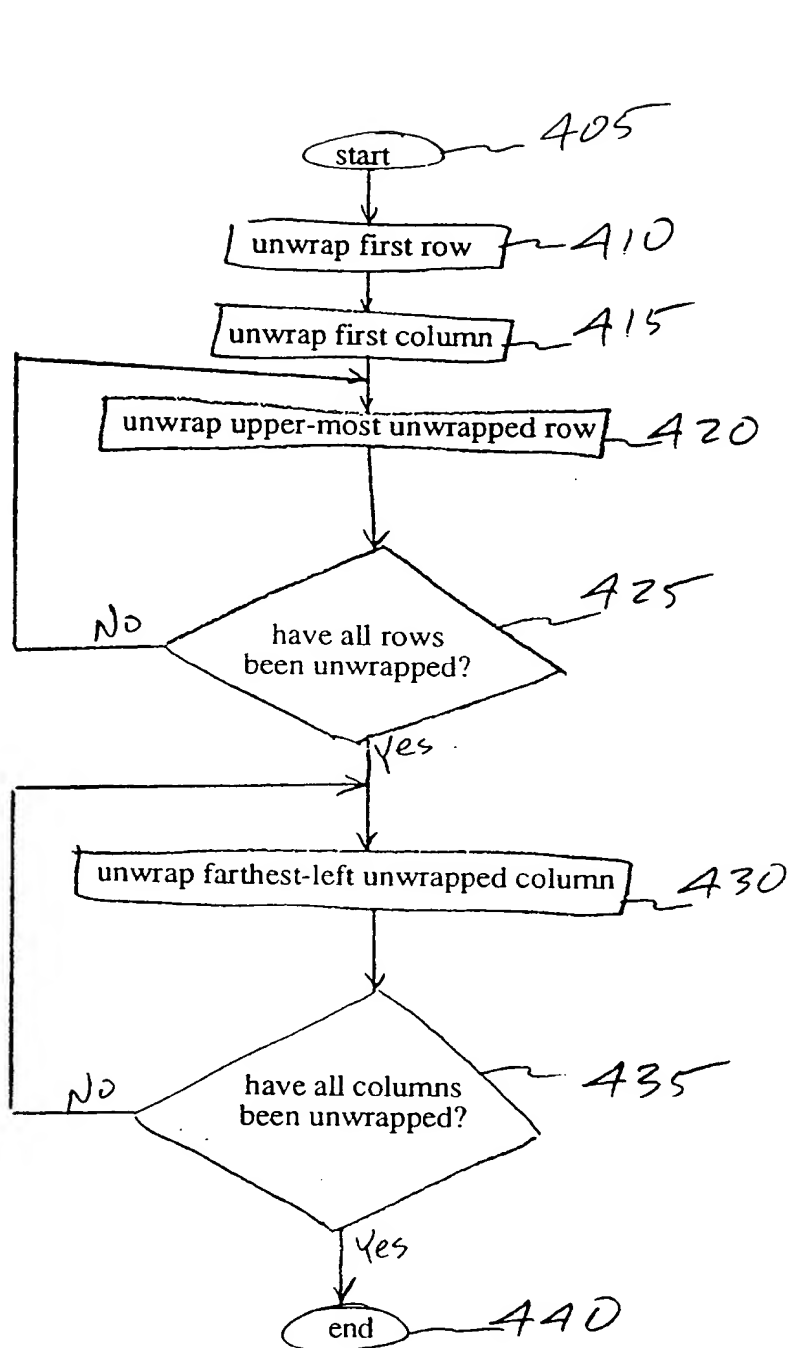 start 405
unwrap first row 410
unwrap first column 415
unwrap upper-most unwrapped row 420
425
No
have all rows
been unwrapped?
Yes
unwrap farthest-left unwrapped column 430
435
No
have all columns
been unwrapped?
Yes
end 440